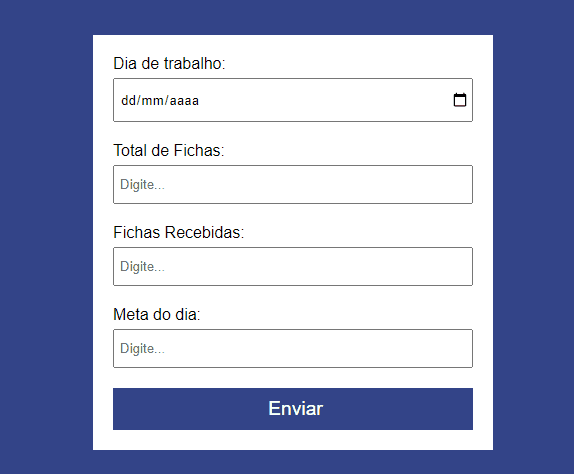 Dia de trabalho:
dd/mm/aaaa
Total de Fichas:
Digite...
Fichas Recebidas:
Digite...
Meta do dia:
Digite...
Enviar